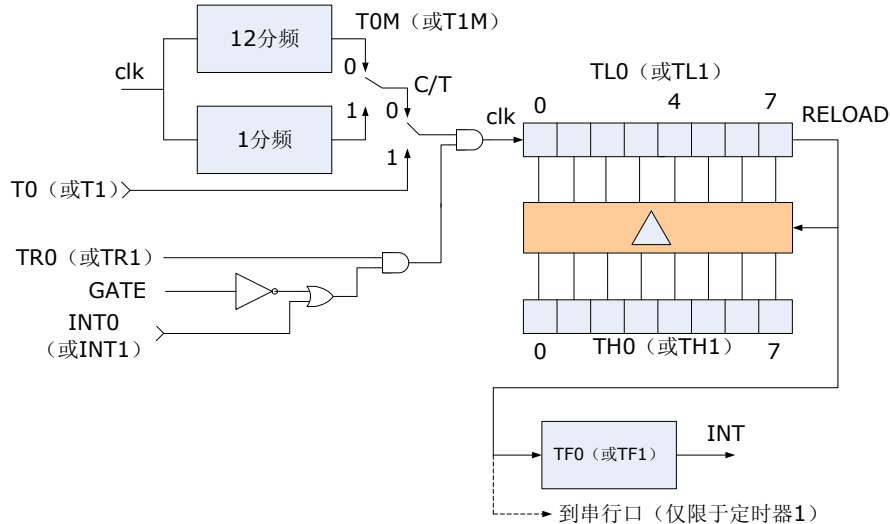 12分频
T0M（或T1M）
clk
0
C/T
TL0（或TL1）
0
4
7
RELOAD
1
0
clk
1分频
1
T0（或T1）
TR0（或TR1）
GATE
INT0
（或INT1）
0
TH0（或TH1）
7
TF0（或TF1）
INT
到串行口（仅限于定时器1）